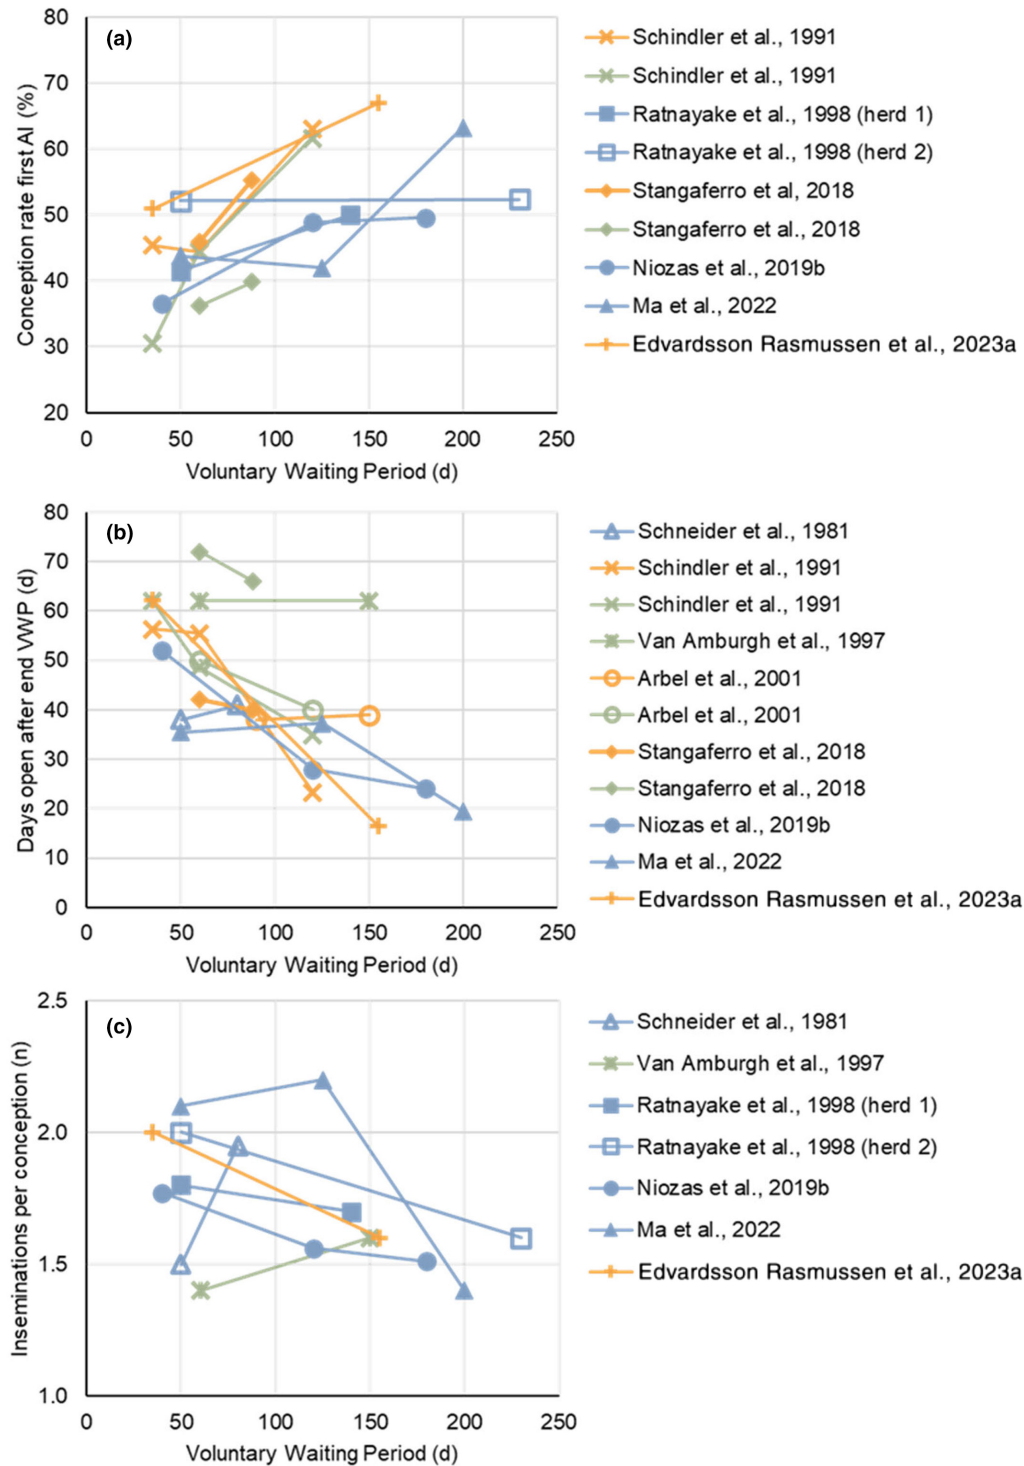 (a)
Conception rate first AI (%)
80
70
60
50
40
30
20
0 50 100 150 200 250
Voluntary Waiting Period (d)
Schindler et al., 1991
Schindler et al., 1991
Ratnayake et al., 1998 (herd 1)
Ratnayake et al., 1998 (herd 2)
Stangaferro et al, 2018
Stangaferro et al., 2018
Niozas et al., 2019b
Ma et al., 2022
Edvardsson Rasmussen et al., 2023a
(b)
Days open after end VWP (d)
80
70
60
50
40
30
20
10
0
0 50 100 150 200 250
Voluntary Waiting Period (d)
Schneider et al., 1981
Schindler et al., 1991
Schindler et al., 1991
Van Amburgh et al., 1997
Arbel et al., 2001
Arbel et al., 2001
Stangaferro et al., 2018
Stangaferro et al., 2018
Niozas et al., 2019b
Ma et al., 2022
Edvardsson Rasmussen et al., 2023a
(c)
Inseminations per conception (n)
2.5
2.0
1.5
1.0
0 50 100 150 200 250
Voluntary Waiting Period (d)
Schneider et al., 1981
Van Amburgh et al., 1997
Ratnayake et al., 1998 (herd 1)
Ratnayake et al., 1998 (herd 2)
Niozas et al., 2019b
Ma et al., 2022
Edvardsson Rasmussen et al., 2023a